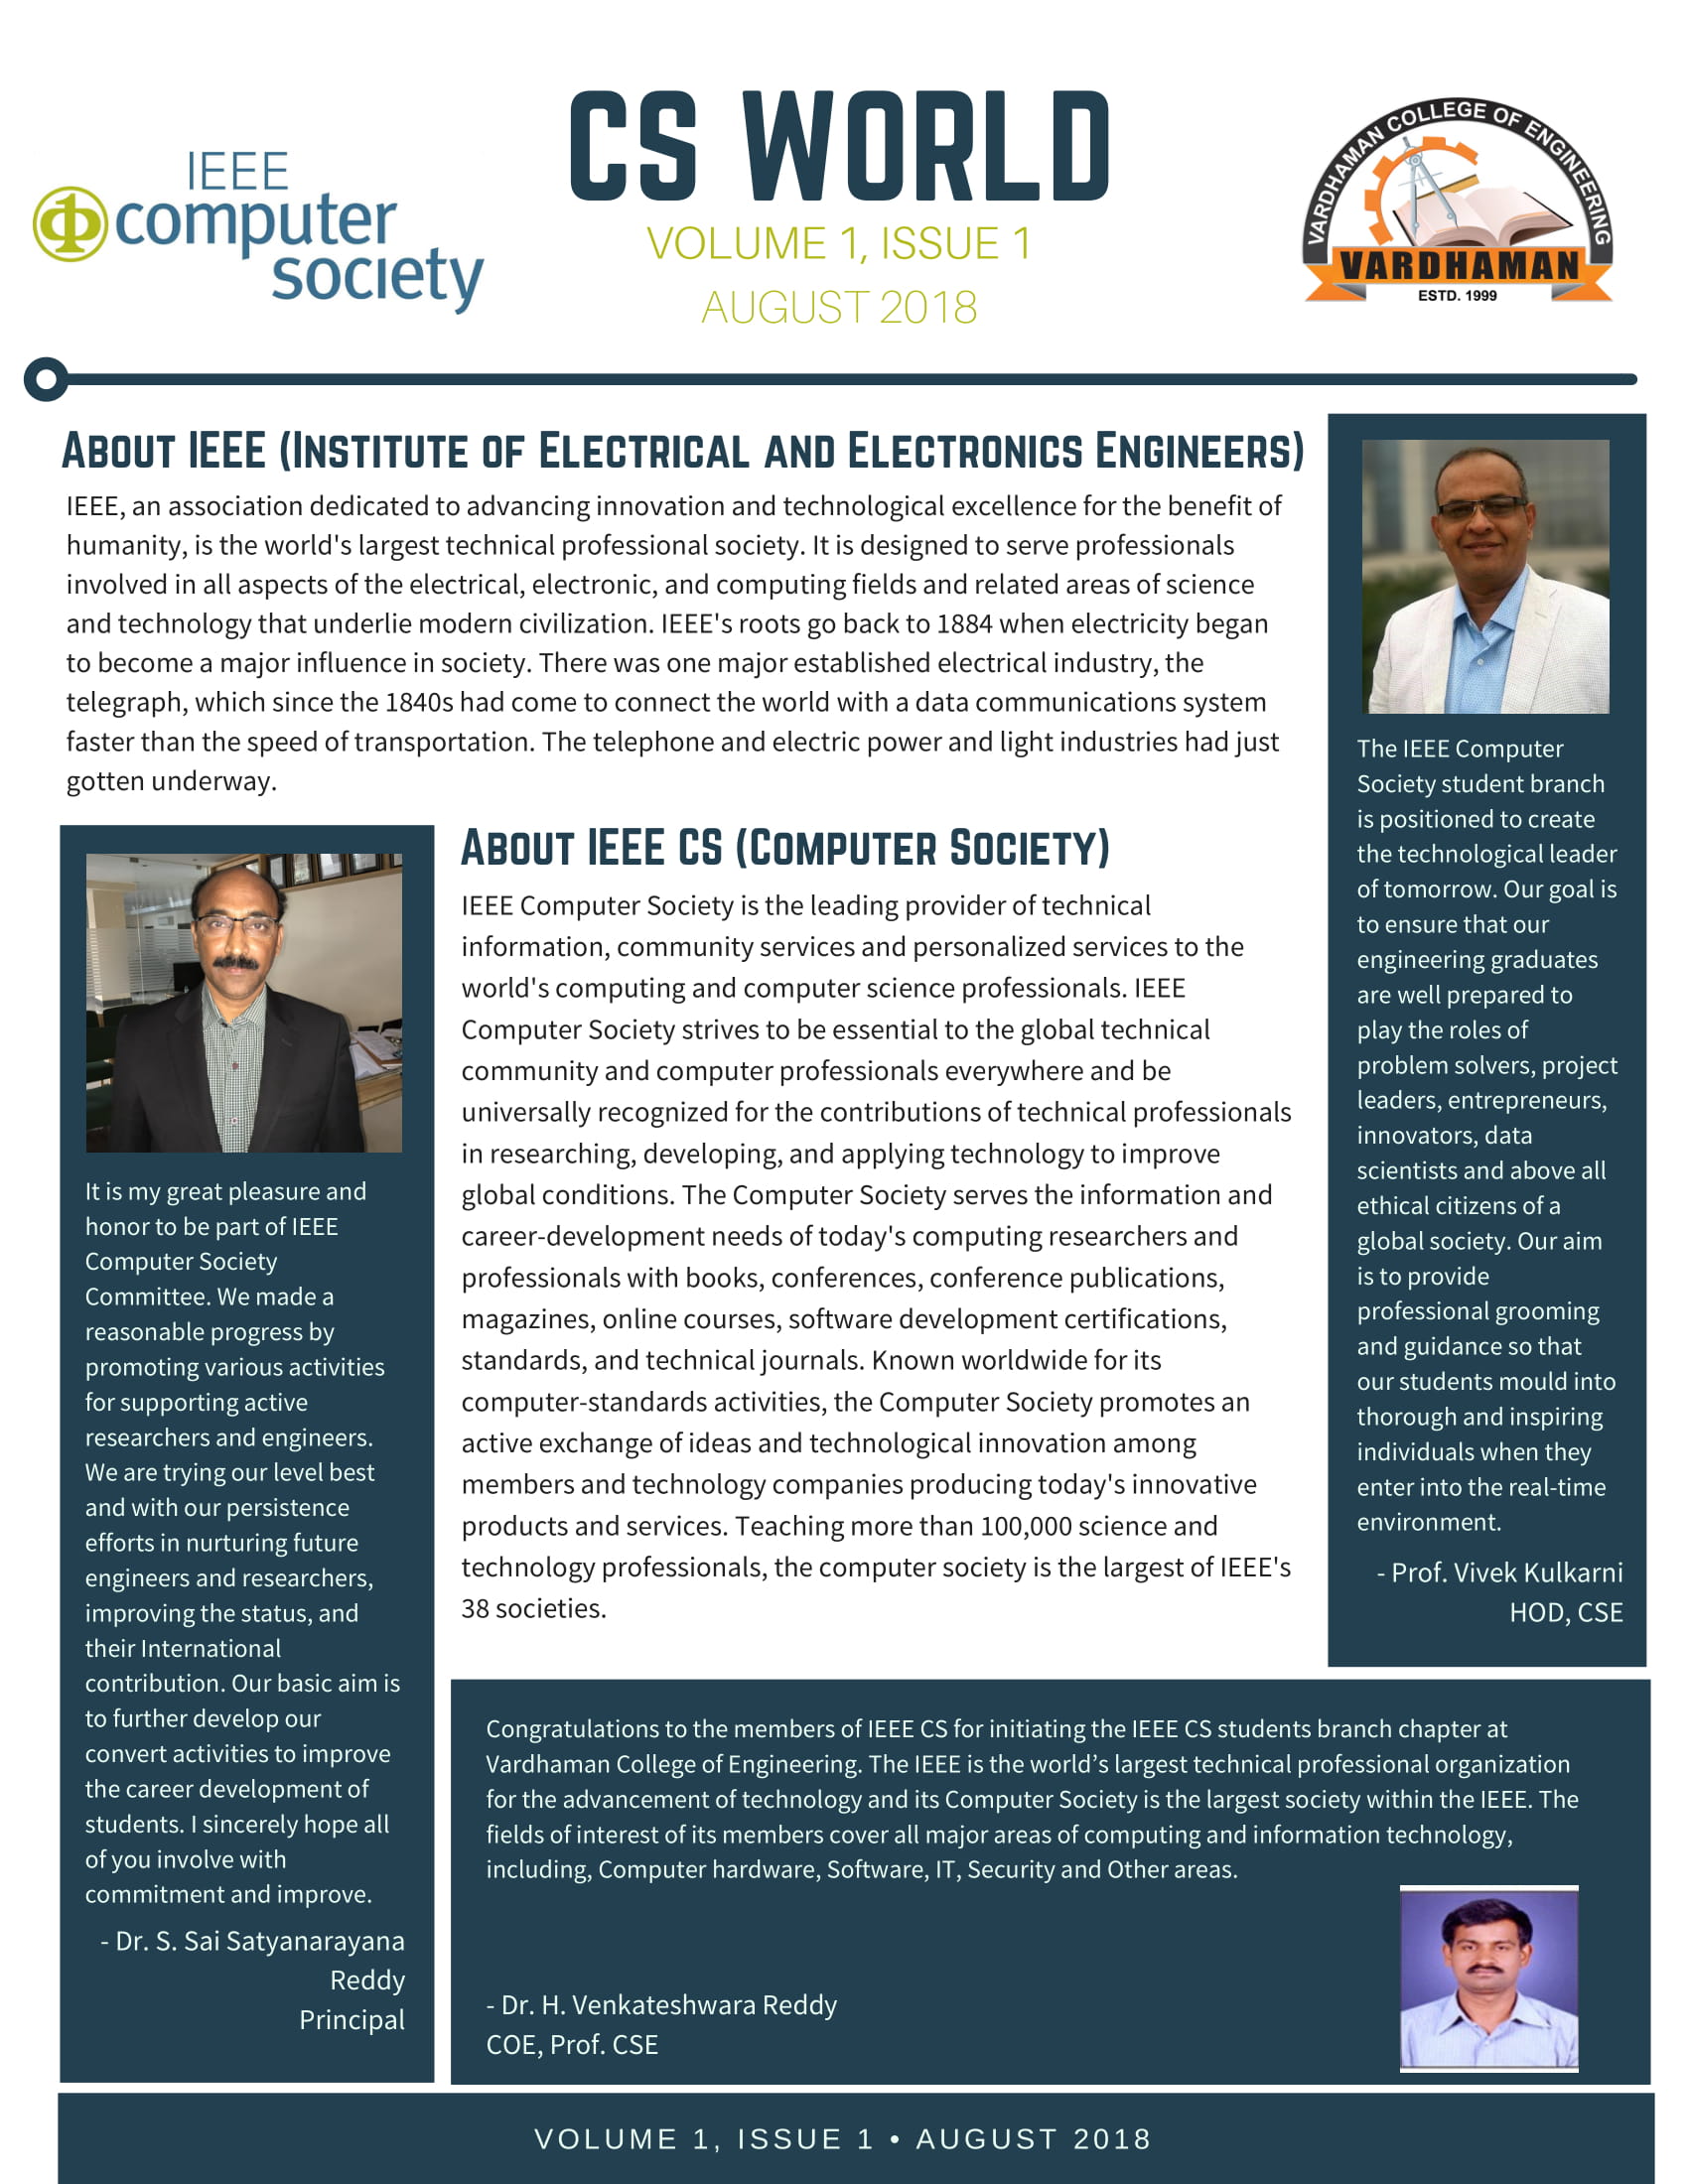 IEEE
computer
society
CS WORLD
VOLUME 1, ISSUE 1
AUGUST 2018
VARDHAMAN COLLEGE OF ENGINEERING
VARDHAMAN
ESTD. 1999
ABOUT IEEE (INSTITUTE OF ELECTRICAL AND ELECTRONICS ENGINEERS)
IEEE, an association dedicated to advancing innovation and technological excellence for the benefit of
humanity, is the world's largest technical professional society. It is designed to serve professionals
involved in all aspects of the electrical, electronic, and computing fields and related areas of science
and technology that underlie modern civilization. IEEE's roots go back to 1884 when electricity began
to become a major influence in society. There was one major established electrical industry, the
telegraph, which since the 1840s had come to connect the world with a data communications system
faster than the speed of transportation. The telephone and electric power and light industries had just
gotten underway.
It is my great pleasure and
honor to be part of IEEE
Computer Society
Committee. We made a
reasonable progress by
promoting various activities
for supporting active
researchers and engineers.
We are trying our level best
and with our persistence
efforts in nurturing future
engineers and researchers,
improving the status, and
their International
contribution. Our basic aim is
to further develop our
convert activities to improve
the career development of
students. I sincerely hope all
of you involve with
commitment and improve.
- Dr. S. Sai Satyanarayana
Reddy
Principal
ABOUT IEEE CS (COMPUTER SOCIETY)
IEEE Computer Society is the leading provider of technical
information, community services and personalized services to the
world's computing and computer science professionals. IEEE
Computer Society strives to be essential to the global technical
community and computer professionals everywhere and be
universally recognized for the contributions of technical professionals
in researching, developing, and applying technology to improve
global conditions. The Computer Society serves the information and
career-development needs of today's computing researchers and
professionals with books, conferences, conference publications,
magazines, online courses, software development certifications,
standards, and technical journals. Known worldwide for its
computer-standards activities, the Computer Society promotes an
active exchange of ideas and technological innovation among
members and technology companies producing today's innovative
products and services. Teaching more than 100,000 science and
technology professionals, the computer society is the largest of IEEE's
38 societies.
The IEEE Computer
Society student branch
is positioned to create
the technological leader
of tomorrow. Our goal is
to ensure that our
engineering graduates
are well prepared to
play the roles of
problem solvers, project
leaders, entrepreneurs,
innovators, data
scientists and above all
ethical citizens of a
global society. Our aim
is to provide
professional grooming
and guidance so that
our students mould into
thorough and inspiring
individuals when they
enter into the real-time
environment.
- Prof. Vivek Kulkarni
HOD, CSE
Congratulations to the members of IEEE CS for initiating the IEEE CS students branch chapter at
Vardhaman College of Engineering. The IEEE is the world’s largest technical professional organization
for the advancement of technology and its Computer Society is the largest society within the IEEE. The
fields of interest of its members cover all major areas of computing and information technology,
including, Computer hardware, Software, IT, Security and Other areas.
- Dr. H. Venkateshwara Reddy
COE, Prof. CSE
VOLUME 1, ISSUE 1 • AUGUST 2018